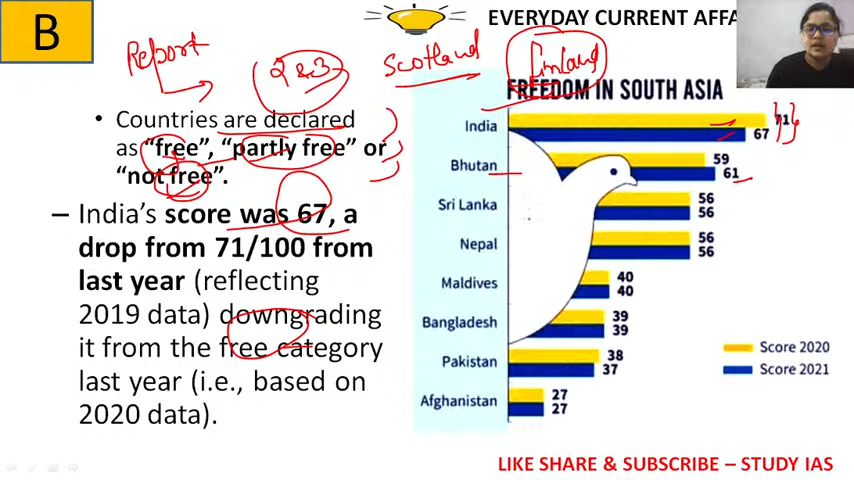 B
EVERYDAY CURRENT AFFA
Report
2 & 3
Scotland
Finland
• Countries are declared
as “free”, “partly free” or
“not free”.
– India’s score was 67, a
drop from 71/100 from
last year (reflecting
2019 data) downgrading
it from the free category
last year (i.e., based on
2020 data).
FREEDOM IN SOUTH ASIA
India 71
67
Bhutan 59
61
Sri Lanka 56
56
Nepal 56
56
Maldives 40
40
Bangladesh 39
39
Pakistan 38
37
Afghanistan 27
27
Score 2020
Score 2021
LIKE SHARE & SUBSCRIBE – STUDY IAS